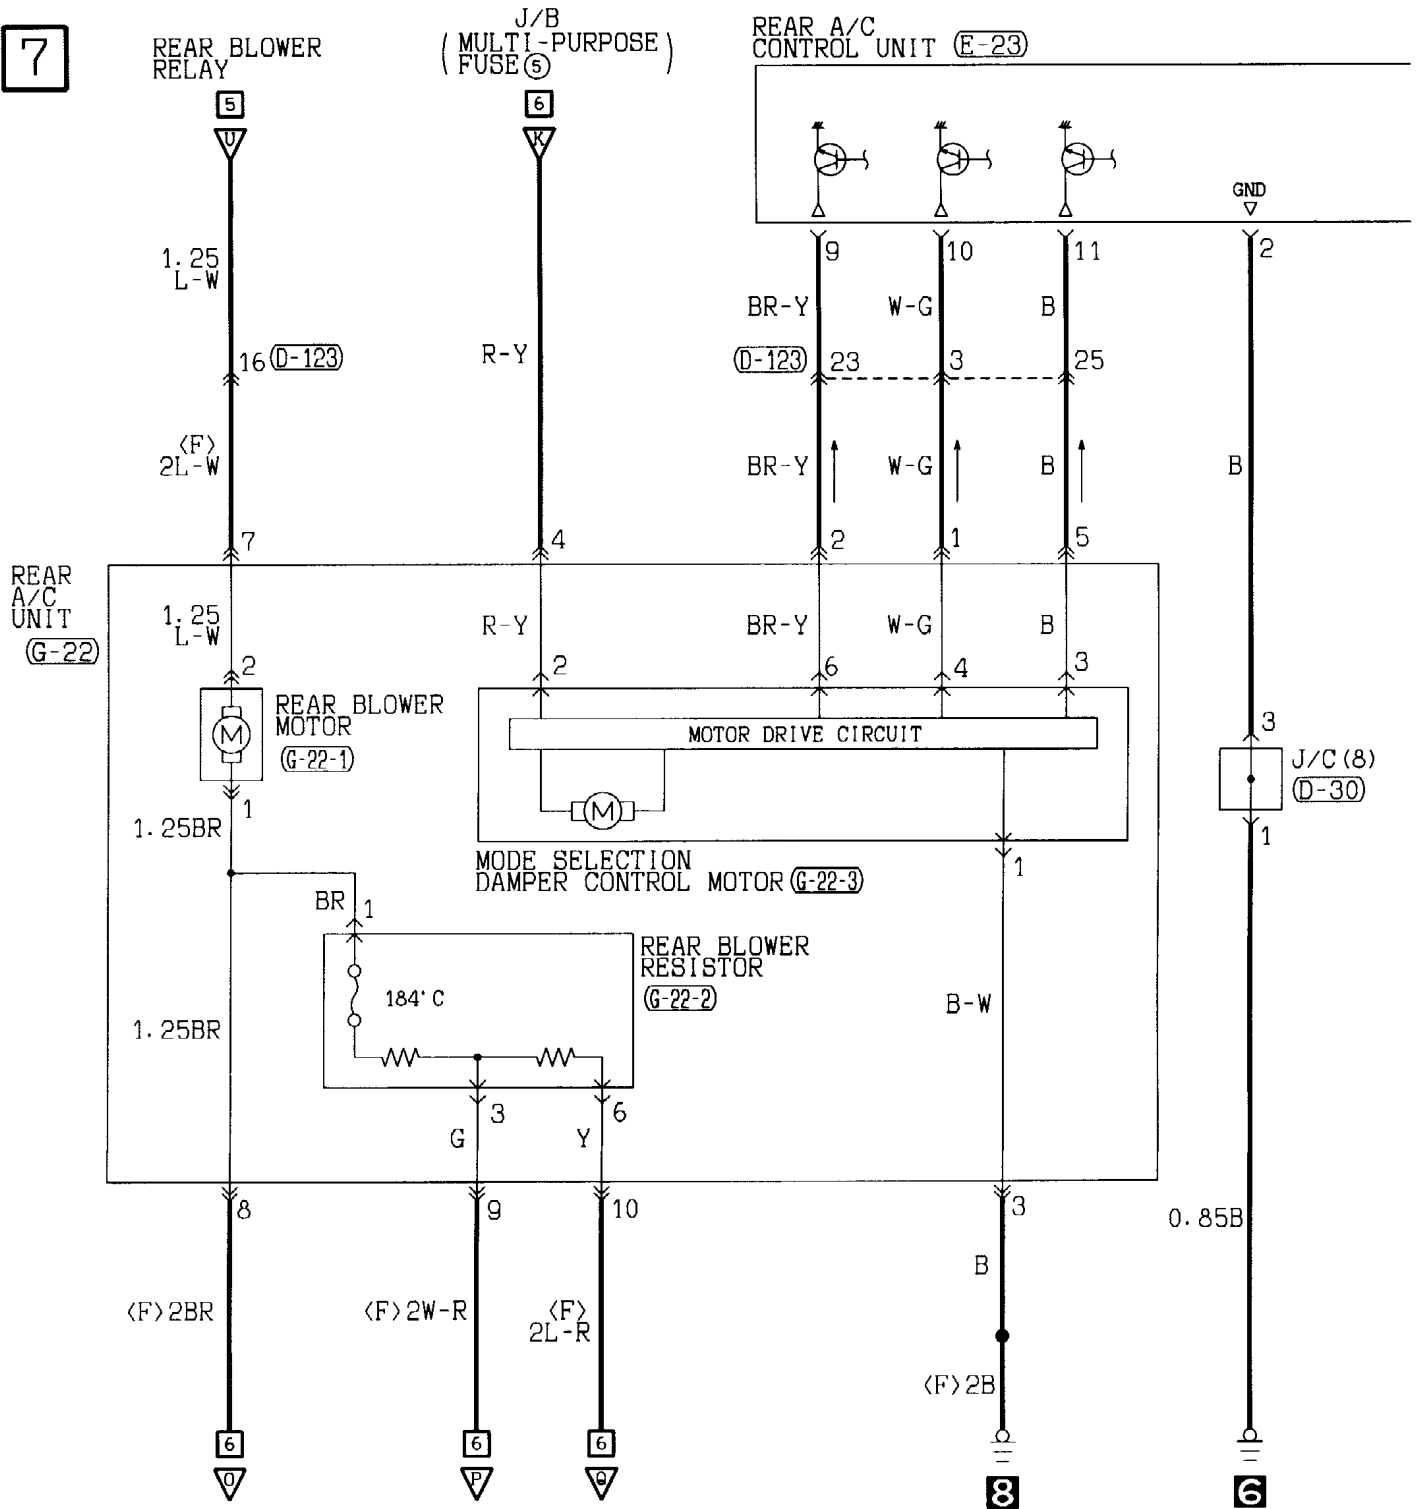 7
REAR BLOWER
RELAY
5
U
J/B
(MULTI-PURPOSE)
FUSE⑤
6
K
REAR A/C
CONTROL UNIT (E-23)
GND
9
10
11
2
1.25
L-W
BR-Y
W-G
B
16 (D-123)
R-Y
(D-123) 23
3
25
<F>
2L-W
BR-Y
W-G
B
B
7
4
2
1
5
REAR
A/C
UNIT
(G-22)
1.25
L-W
R-Y
BR-Y
W-G
B
2
2
6
4
3
REAR BLOWER
MOTOR
(G-22-1)
M
MOTOR DRIVE CIRCUIT
M
3
J/C(8)
(D-30)
1
1
1.25BR
MODE SELECTION
DAMPER CONTROL MOTOR (G-22-3)
1
BR
1
REAR BLOWER
RESISTOR
(G-22-2)
184°C
1.25BR
B-W
3
6
G
Y
8
9
10
3
0.85B
B
<F>2BR
<F>2W-R
<F>
2L-R
<F>2B
6
6
6
O
P
Q
8
6